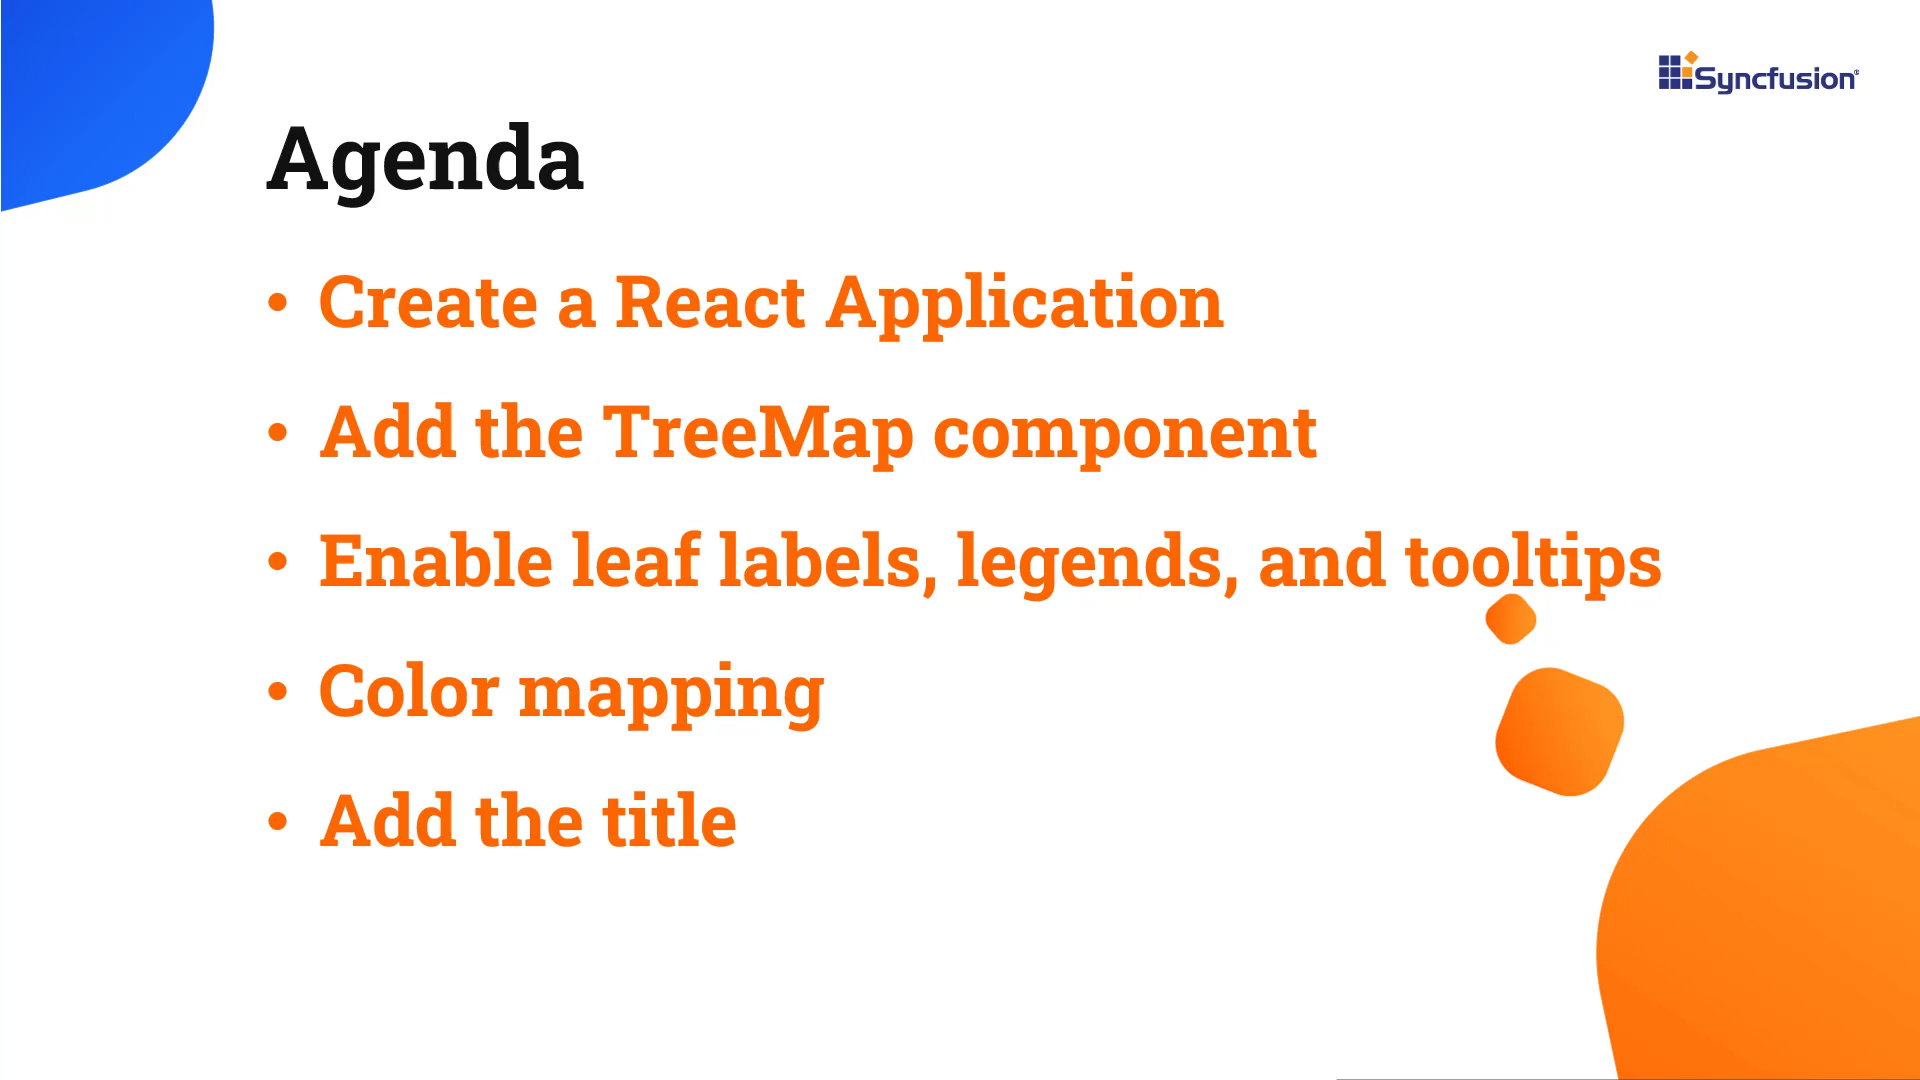 Syncfusion®
Agenda
• Create a React Application
• Add the TreeMap component
• Enable leaf labels, legends, and tooltips
• Color mapping
• Add the title